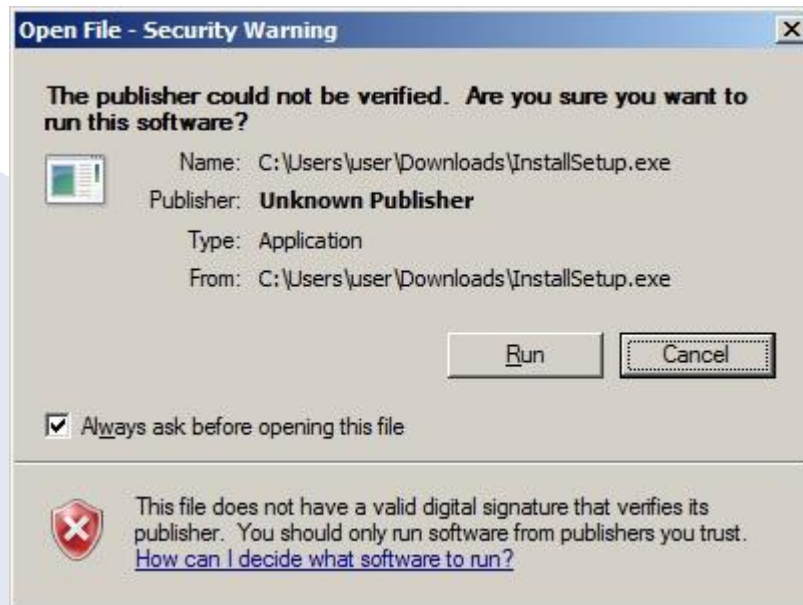 Open File - Security Warning
The publisher could not be verified. Are you sure you want to
run this software?
Name: C:\Users\user\Downloads\InstallSetup.exe
Publisher: Unknown Publisher
Type: Application
From: C:\Users\user\Downloads\InstallSetup.exe
Run Cancel
Always ask before opening this file
This file does not have a valid digital signature that verifies its
publisher. You should only run software from publishers you trust.
How can I decide what software to run?